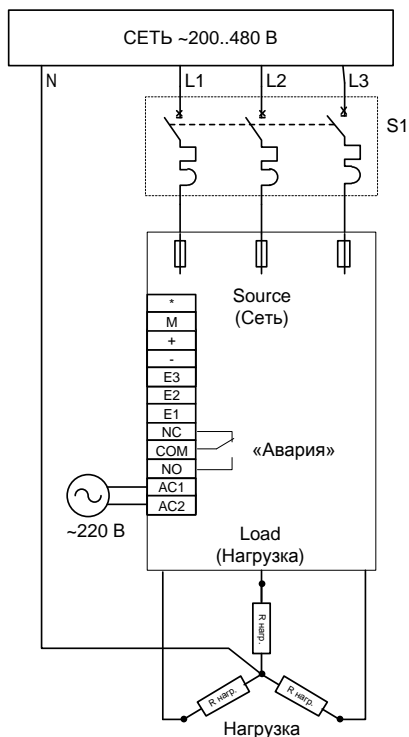 СЕТЬ ~200..480 В
N
L1
L2
L3
S1
Source
(Сеть)
*
M
+
-
E3
E2
E1
NC
COM
NO
AC1
AC2
«Авария»
~220 В
Load
(Нагрузка)
R нагр.
R нагр.
R нагр.
Нагрузка